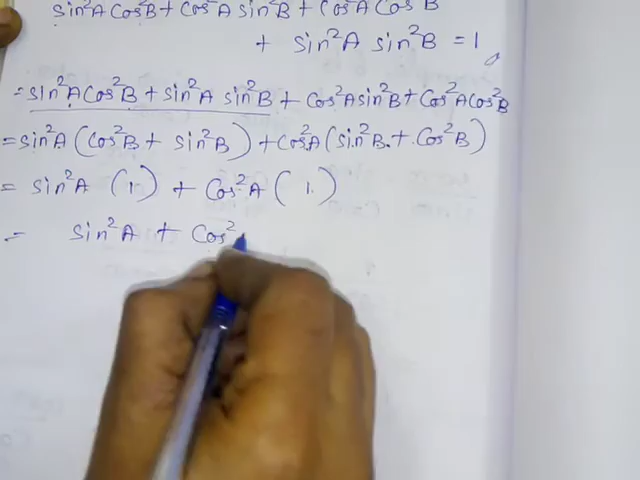 sin²A Cos²B + Cos²A sin²B + Cos²A Cos²B
+ sin²A sin²B = 1
= sin²A Cos²B + sin²A sin²B + Cos²A sin²B + Cos²A Cos²B
= sin²A (Cos²B + sin²B) + Cos²A (sin²B + Cos²B)
= sin²A (1) + Cos²A (1)
= sin²A + Cos²